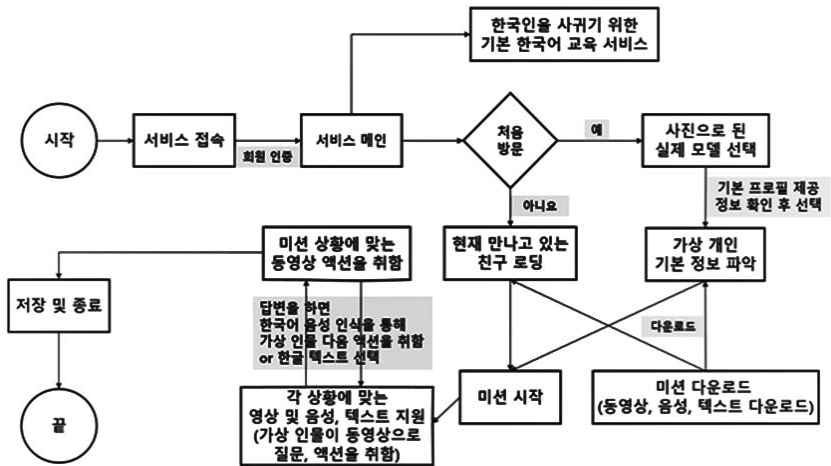 한국인을 사귀기 위한
기본 한국어 교육 서비스
시작
서비스 접속
회원 인증
서비스 메인
처음
방문
예
사진으로 된
실제 모델 선택
기본 프로필 제공
정보 확인 후 선택
아니요
미션 상황에 맞는
동영상 액션을 취함
현재 만나고 있는
친구 로딩
가상 개인
기본 정보 파악
저장 및 종료
답변을 하면
한국어 음성 인식을 통해
가상 인물 다음 액션을 취함
or 한글 텍스트 선택
다운로드
끝
각 상황에 맞는
영상 및 음성, 텍스트 지원
(가상 인물이 동영상으로
질문, 액션을 취함)
미션 시작
미션 다운로드
(동영상, 음성, 텍스트 다운로드)